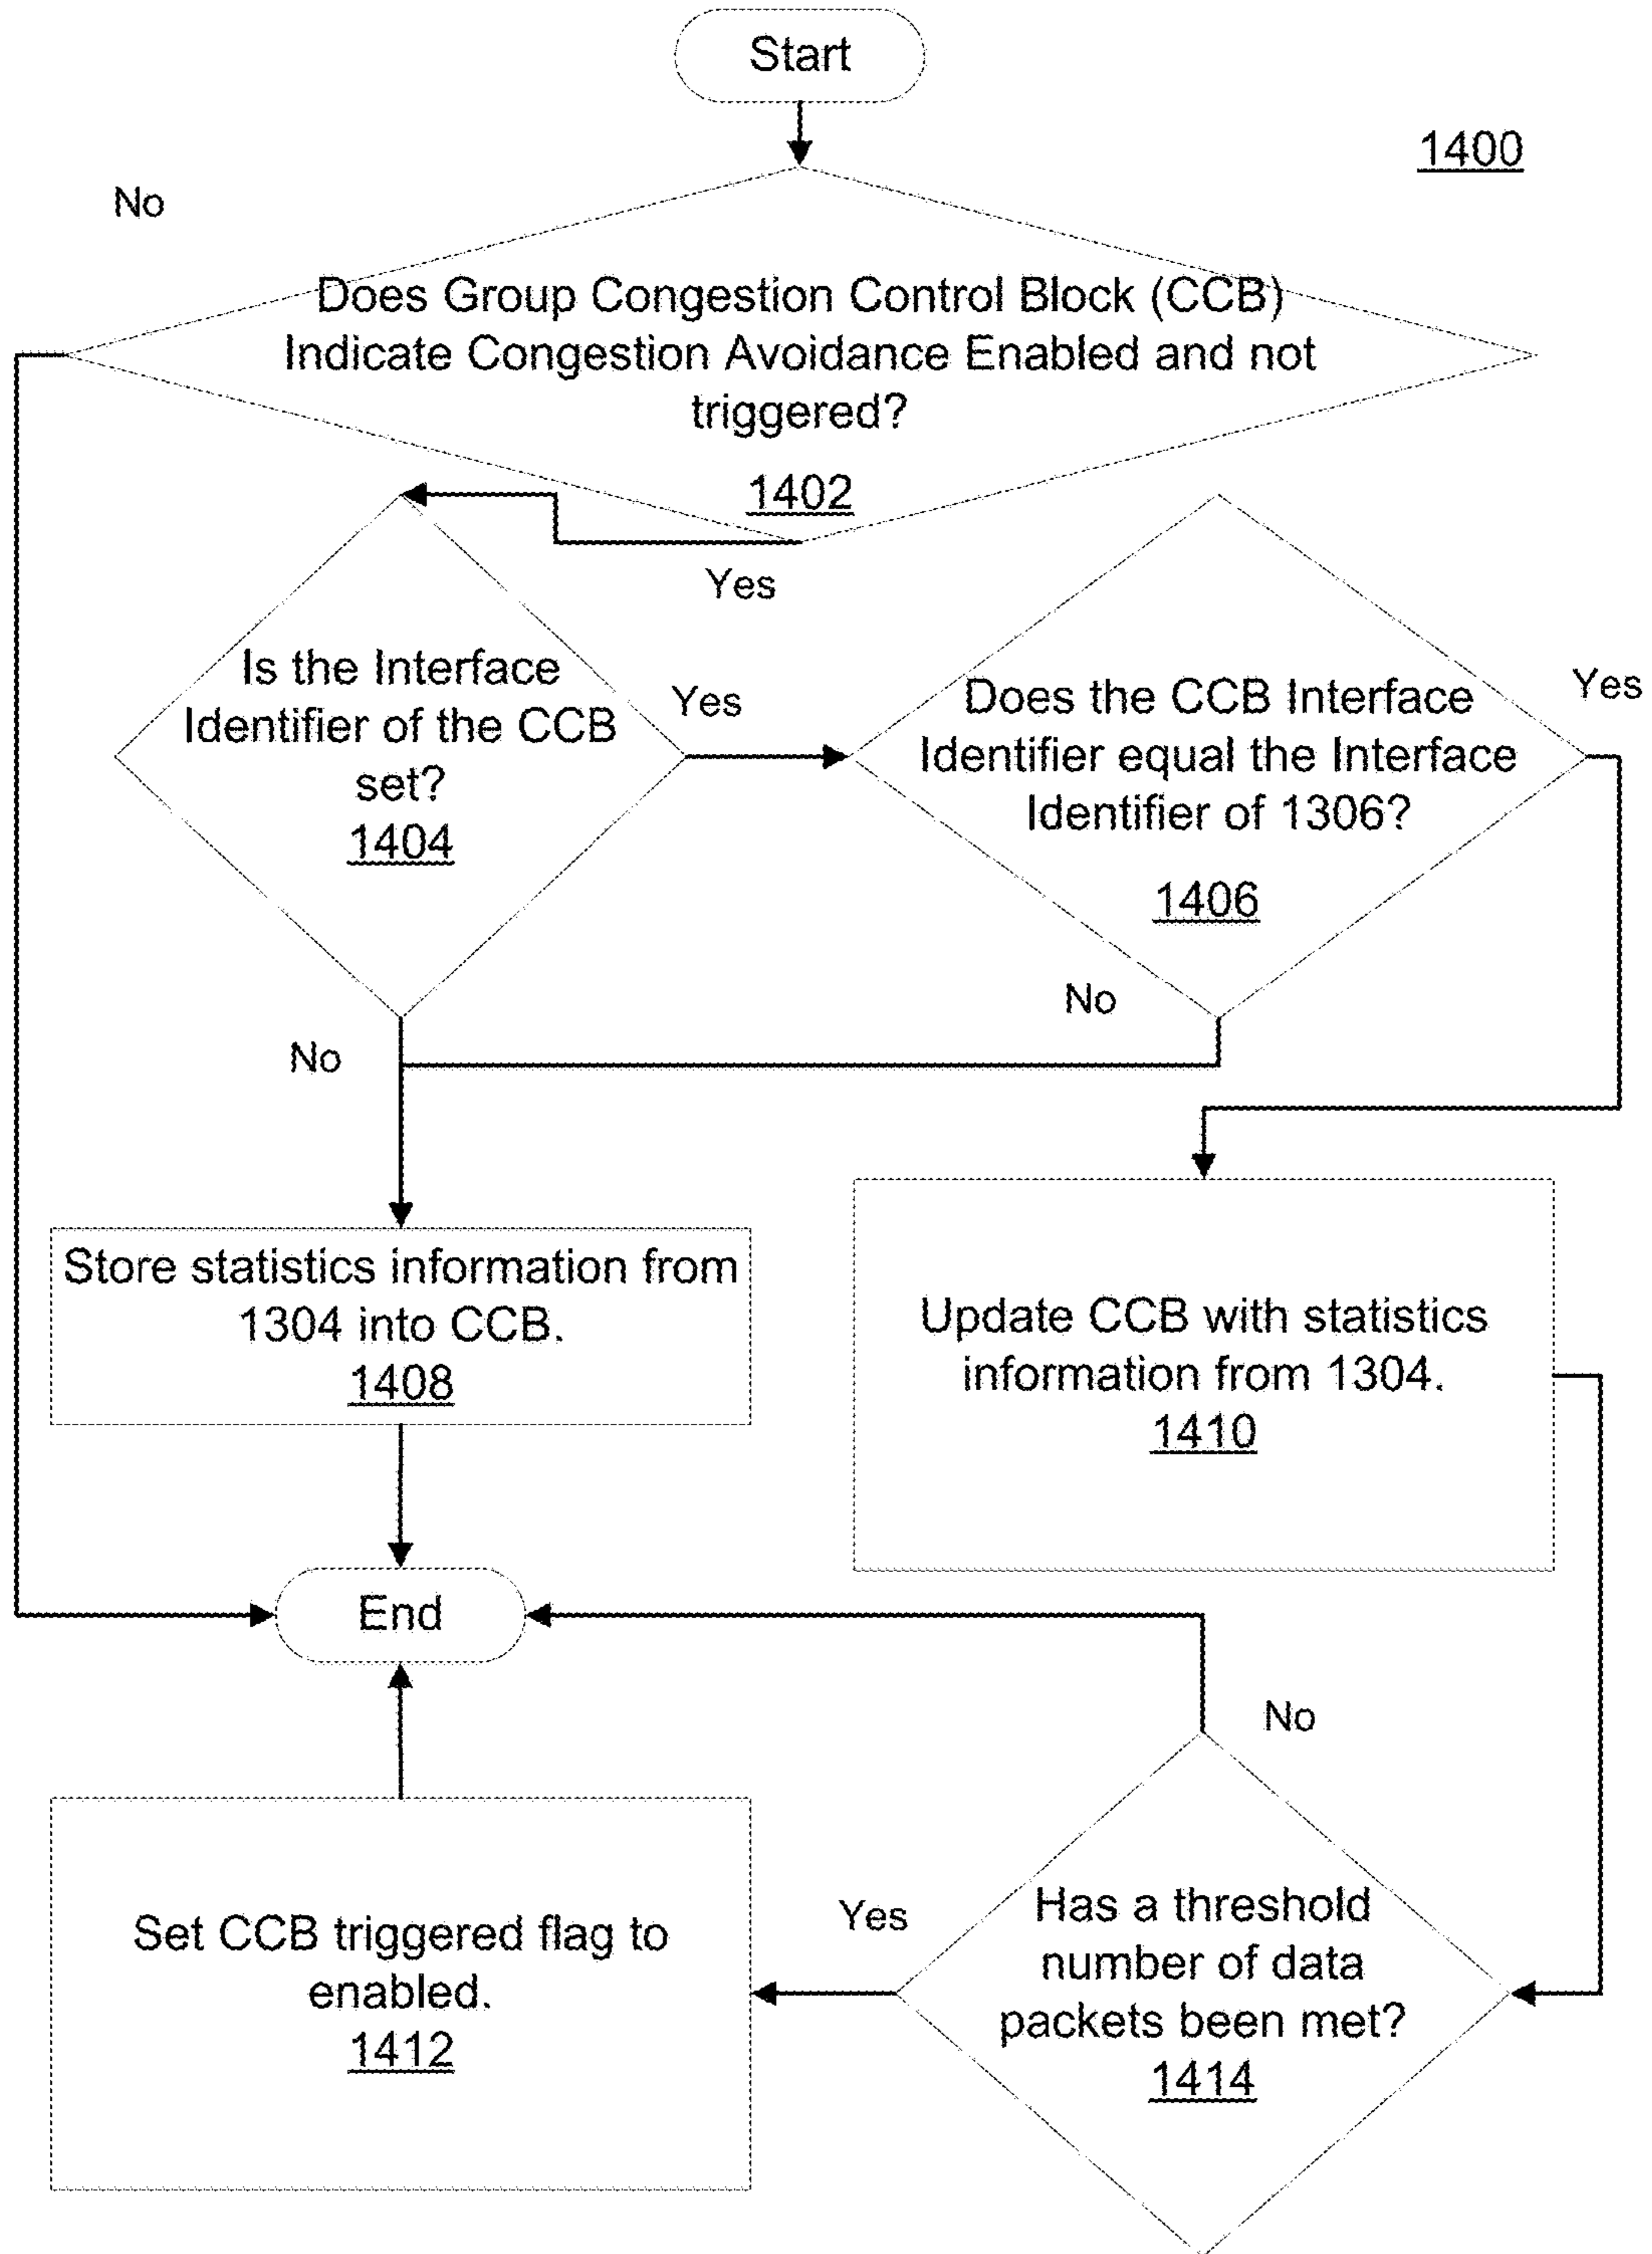 Start
1400
No
Does Group Congestion Control Block (CCB)
Indicate Congestion Avoidance Enabled and not
triggered?
1402
Yes
Is the Interface
Identifier of the CCB
set?
1404
Yes
Does the CCB Interface
Identifier equal the Interface
Identifier of 1306?
1406
Yes
No
No
Store statistics information from
1304 into CCB.
1408
Update CCB with statistics
information from 1304.
1410
End
No
Set CCB triggered flag to
enabled.
1412
Yes
Has a threshold
number of data
packets been met?
1414